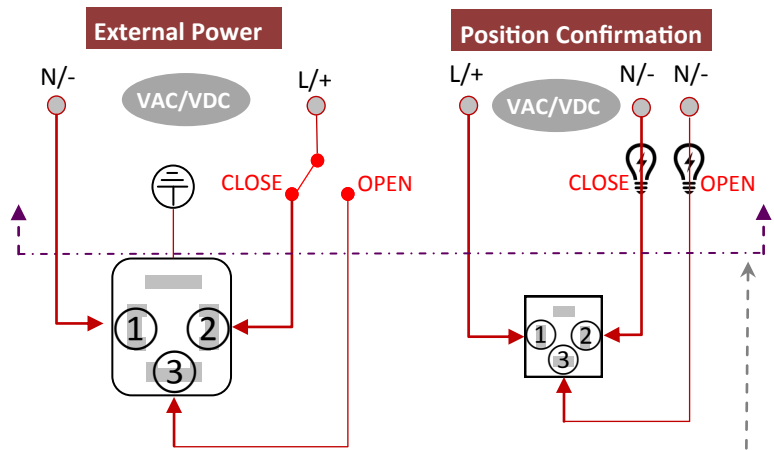 External Power
Position Confirmation
N/-
L/+
L/+
N/-
N/-
VAC/VDC
VAC/VDC
CLOSE
OPEN
CLOSE
OPEN
1
2
3
1
2
3